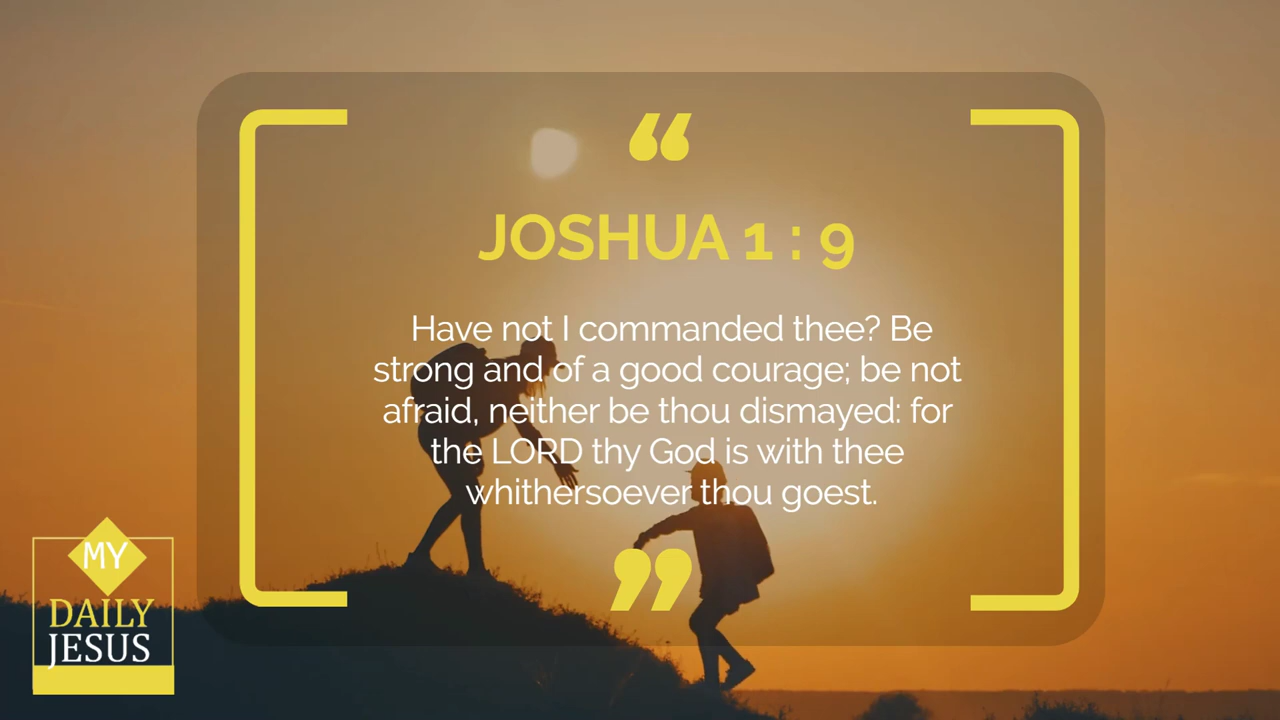 “
JOSHUA 1 : 9
Have not I commanded thee? Be
strong and of a good courage; be not
afraid, neither be thou dismayed: for
the LORD thy God is with thee
whithersoever thou goest.
”
MY
DAILY
JESUS